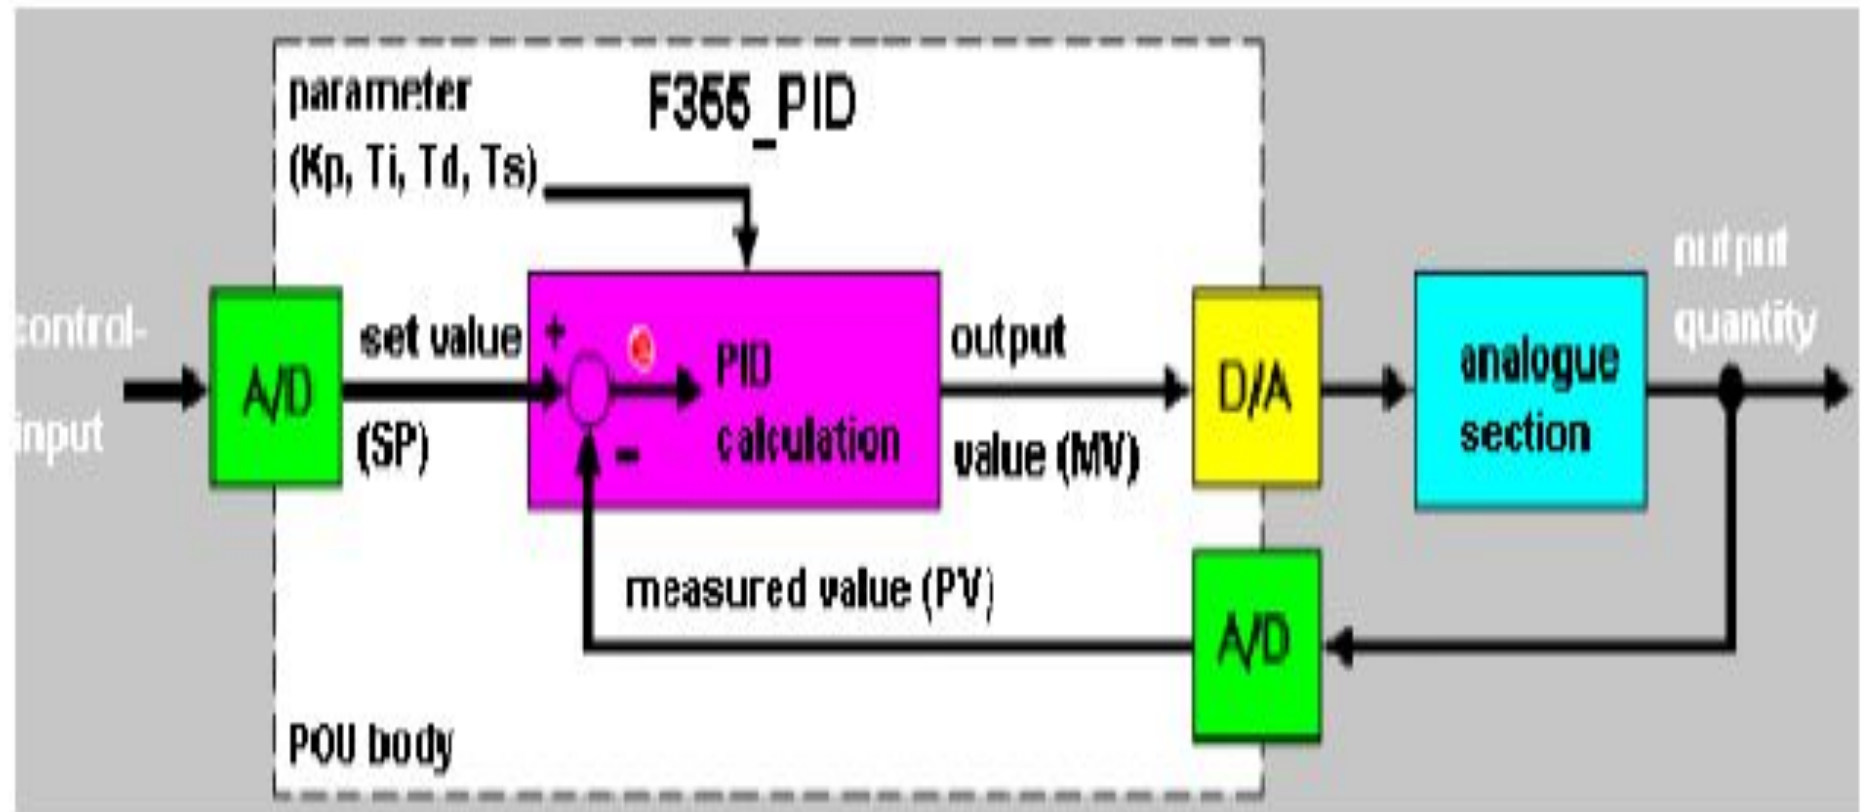 parameter
F355_PID
(Kp, Ti, Td, Ts)
control-
input
A/D
set value
(SP)
+
-
PID
calculation
output
value (MV)
D/A
analogue
section
output
quantity
measured value (PV)
A/D
POU body